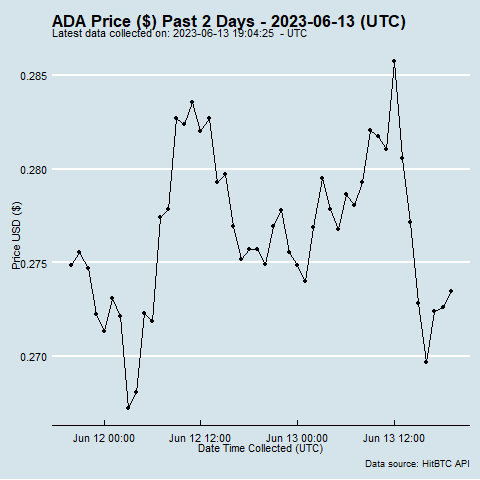 ADA Price ($) Past 2 Days - 2023-06-13 (UTC)
Latest data collected on: 2023-06-13 19:04:25 - UTC
0.285
0.280
0.275
0.270
Price USD ($)
Jun 12 00:00 Jun 12 12:00 Jun 13 00:00 Jun 13 12:00
Date Time Collected (UTC)
Data source: HitBTC API